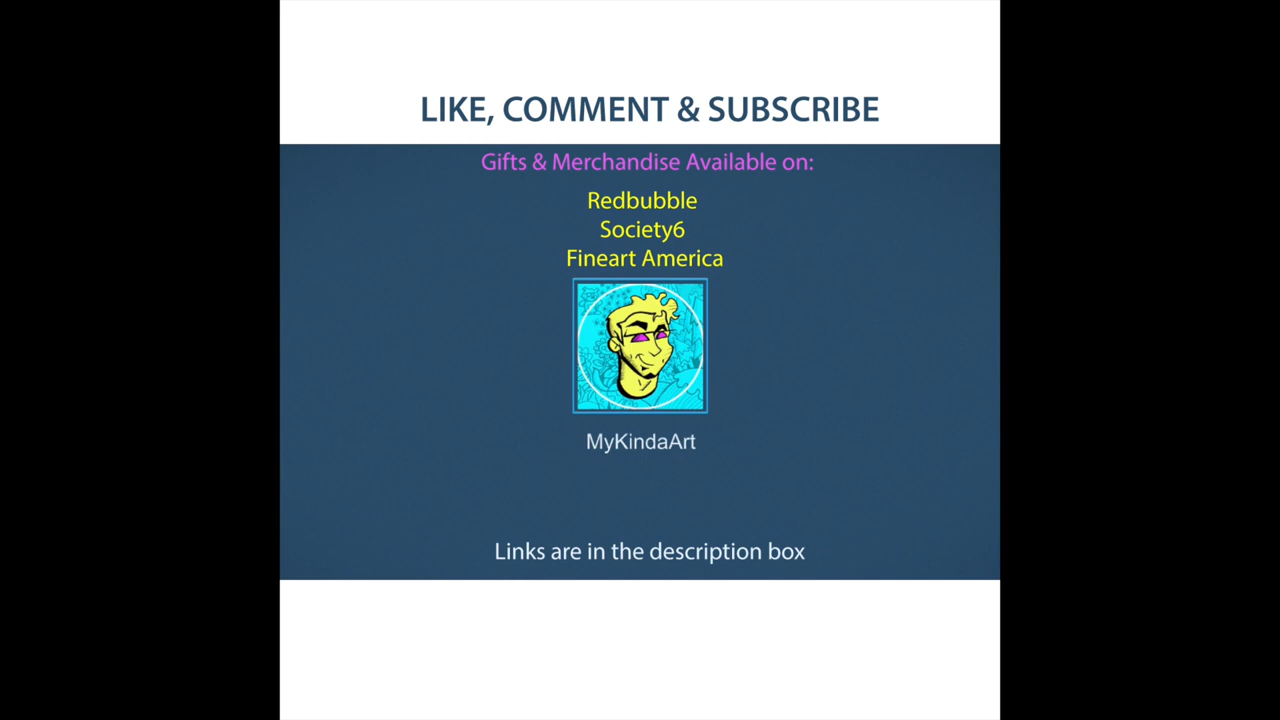 LIKE, COMMENT & SUBSCRIBE
Gifts & Merchandise Available on:
Redbubble
Society6
Fineart America
MyKindaArt
Links are in the description box